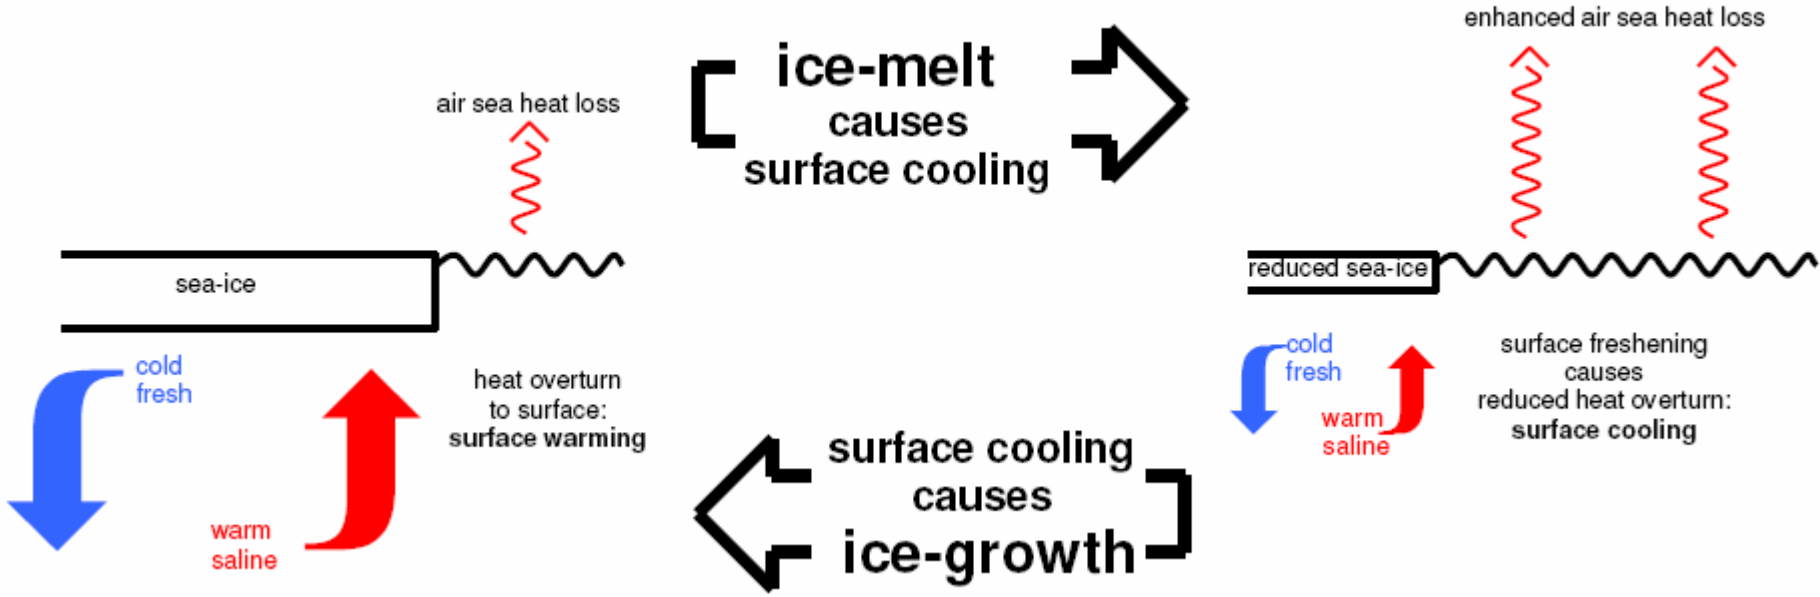 air sea heat loss
sea-ice
cold
fresh
warm
saline
heat overturn
to surface:
surface warming
ice-melt
causes
surface cooling
surface cooling
causes
ice-growth
enhanced air sea heat loss
reduced sea-ice
cold
fresh
warm
saline
surface freshening
causes
reduced heat overturn:
surface cooling